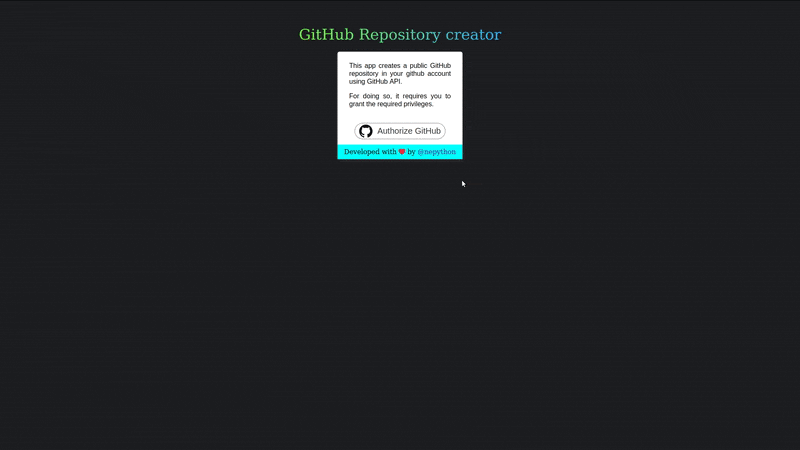 GitHub Repository creator
This app creates a public GitHub
repository in your github account
using GitHub API.
For doing so, it requires you to
grant the required privileges.
Authorize GitHub
Developed with ❤ by @nepython